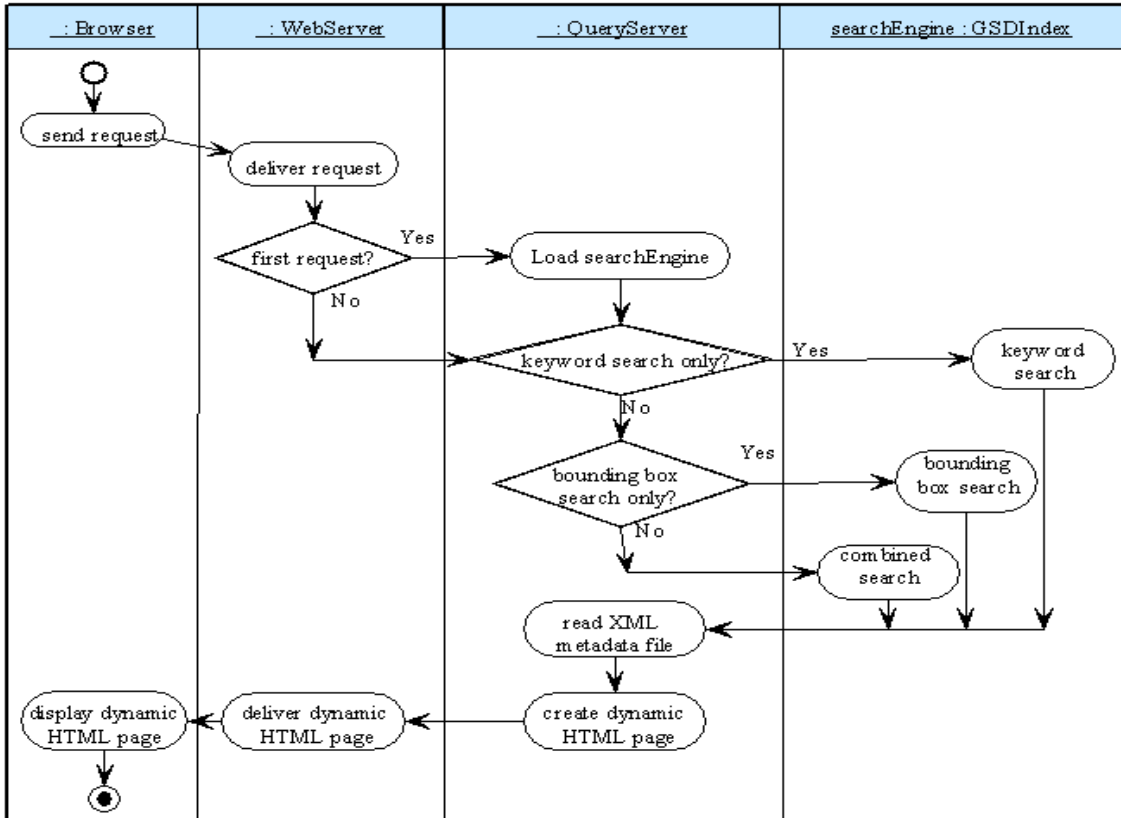 _ : Browser
_ : WebServer
_ : QueryServer
searchEngine : GSDIndex
send request
deliver request
first request?
Yes
Load searchEngine
No
keyword search only?
Yes
keyword
search
No
bounding box
search only?
Yes
bounding
box search
No
combined
search
read XML
metadata file
display dynamic
HTML page
deliver dynamic
HTML page
create dynamic
HTML page